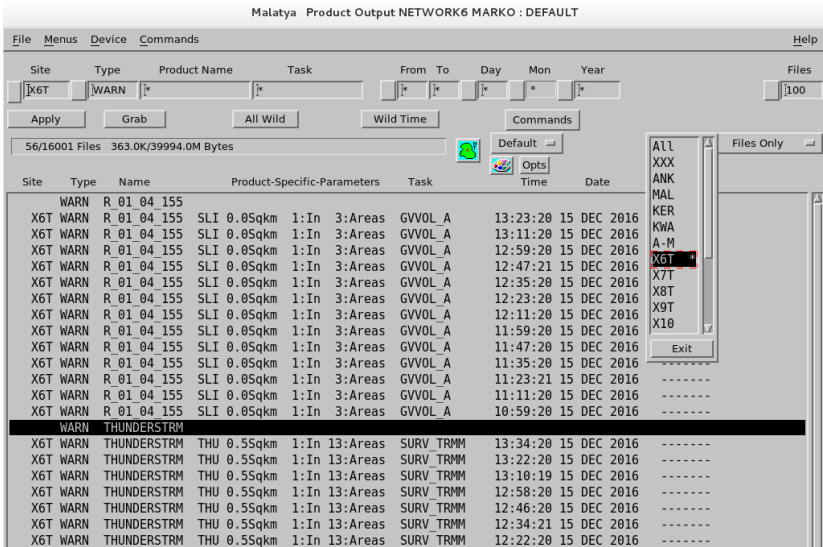 Malatya Product Output NETWORK6 MARKO : DEFAULT
File Menus Device Commands Help
Site Type Product Name Task From To Day Mon Year Files
X6T WARN * * * * * * * 100
Apply Grab All Wild Wild Time Commands
56/16001 Files 363.0K/39994.0M Bytes Default Files Only
Opts
Site Type Name Product-Specific-Parameters Task Time Date
All
XXX
ANK
MAL
KER
KWA
A-M
X6T *
X7T
X8T
X9T
X10
Exit
WARN R_01_04_155
X6T WARN R_01_04_155 SLI 0.0Sqkm 1:In 3:Areas GVVOL_A 13:23:20 15 DEC 2016
X6T WARN R_01_04_155 SLI 0.0Sqkm 1:In 3:Areas GVVOL_A 13:11:20 15 DEC 2016
X6T WARN R_01_04_155 SLI 0.0Sqkm 1:In 3:Areas GVVOL_A 12:59:20 15 DEC 2016
X6T WARN R_01_04_155 SLI 0.0Sqkm 1:In 3:Areas GVVOL_A 12:47:21 15 DEC 2016
X6T WARN R_01_04_155 SLI 0.0Sqkm 1:In 3:Areas GVVOL_A 12:35:20 15 DEC 2016
X6T WARN R_01_04_155 SLI 0.0Sqkm 1:In 3:Areas GVVOL_A 12:23:20 15 DEC 2016
X6T WARN R_01_04_155 SLI 0.0Sqkm 1:In 3:Areas GVVOL_A 12:11:20 15 DEC 2016
X6T WARN R_01_04_155 SLI 0.0Sqkm 1:In 3:Areas GVVOL_A 11:59:20 15 DEC 2016
X6T WARN R_01_04_155 SLI 0.0Sqkm 1:In 3:Areas GVVOL_A 11:47:20 15 DEC 2016
X6T WARN R_01_04_155 SLI 0.0Sqkm 1:In 3:Areas GVVOL_A 11:35:20 15 DEC 2016 -------
X6T WARN R_01_04_155 SLI 0.0Sqkm 1:In 3:Areas GVVOL_A 11:23:21 15 DEC 2016 -------
X6T WARN R_01_04_155 SLI 0.0Sqkm 1:In 3:Areas GVVOL_A 11:11:20 15 DEC 2016 -------
X6T WARN R_01_04_155 SLI 0.0Sqkm 1:In 3:Areas GVVOL_A 10:59:20 15 DEC 2016 -------
WARN THUNDERSTRM
X6T WARN THUNDERSTRM THU 0.5Sqkm 1:In 13:Areas SURV_TRMM 13:34:20 15 DEC 2016 -------
X6T WARN THUNDERSTRM THU 0.5Sqkm 1:In 13:Areas SURV_TRMM 13:22:20 15 DEC 2016 -------
X6T WARN THUNDERSTRM THU 0.5Sqkm 1:In 13:Areas SURV_TRMM 13:10:19 15 DEC 2016 -------
X6T WARN THUNDERSTRM THU 0.5Sqkm 1:In 13:Areas SURV_TRMM 12:58:20 15 DEC 2016 -------
X6T WARN THUNDERSTRM THU 0.5Sqkm 1:In 13:Areas SURV_TRMM 12:46:20 15 DEC 2016 -------
X6T WARN THUNDERSTRM THU 0.5Sqkm 1:In 13:Areas SURV_TRMM 12:34:21 15 DEC 2016 -------
X6T WARN THUNDERSTRM THU 0.5Sqkm 1:In 13:Areas SURV_TRMM 12:22:20 15 DEC 2016 -------